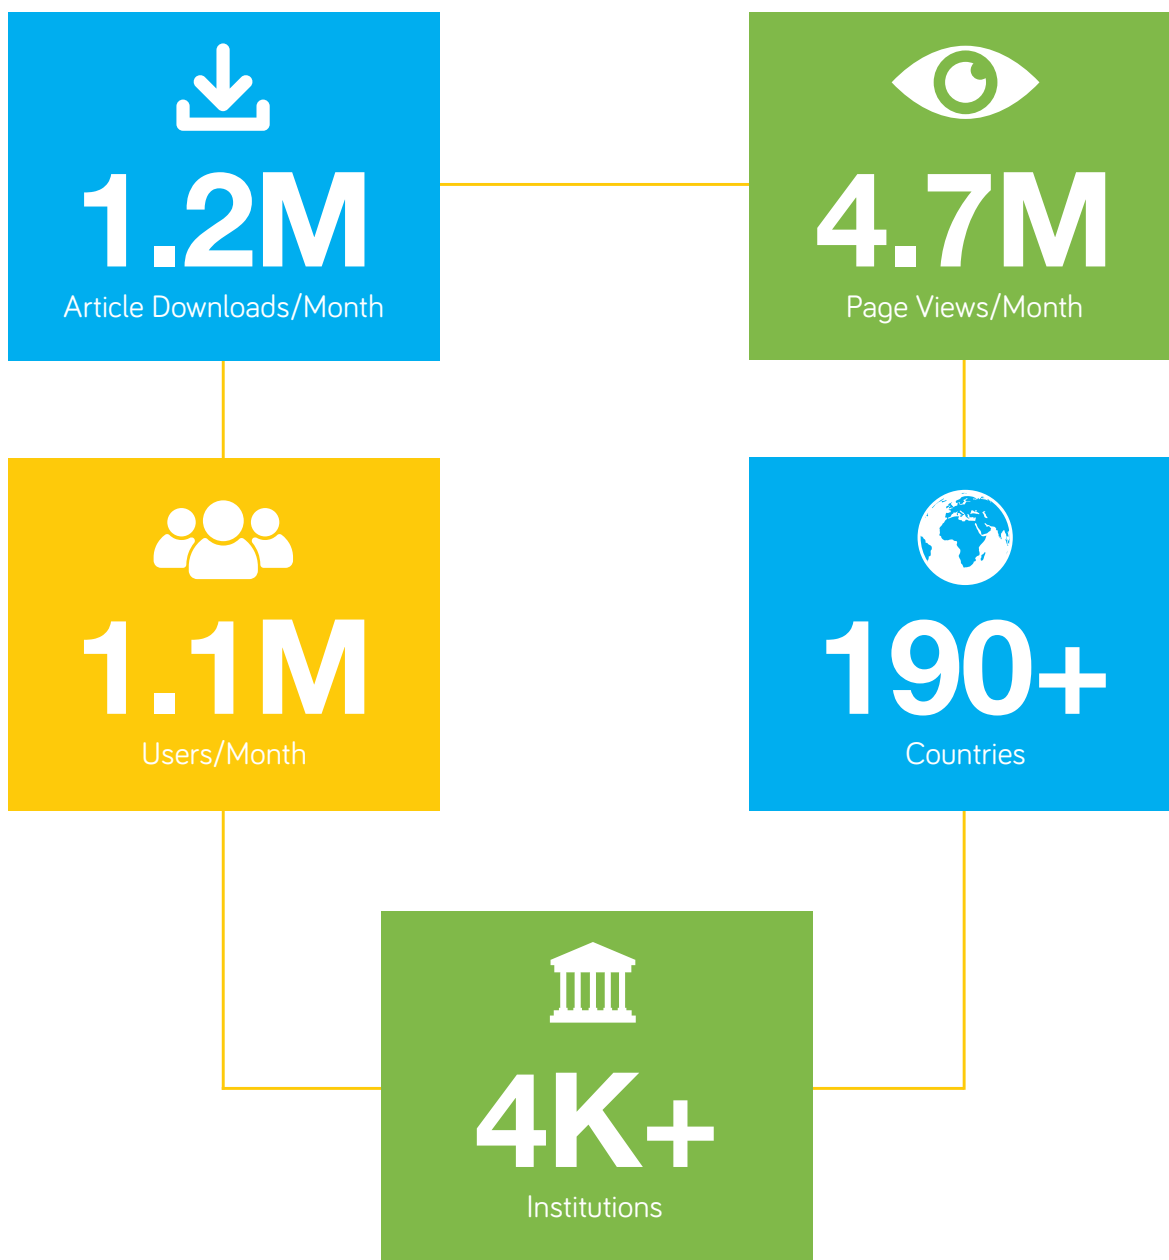 1.2M
Article Downloads/Month
4.7M
Page Views/Month
1.1M
Users/Month
190+
Countries
4K+
Institutions